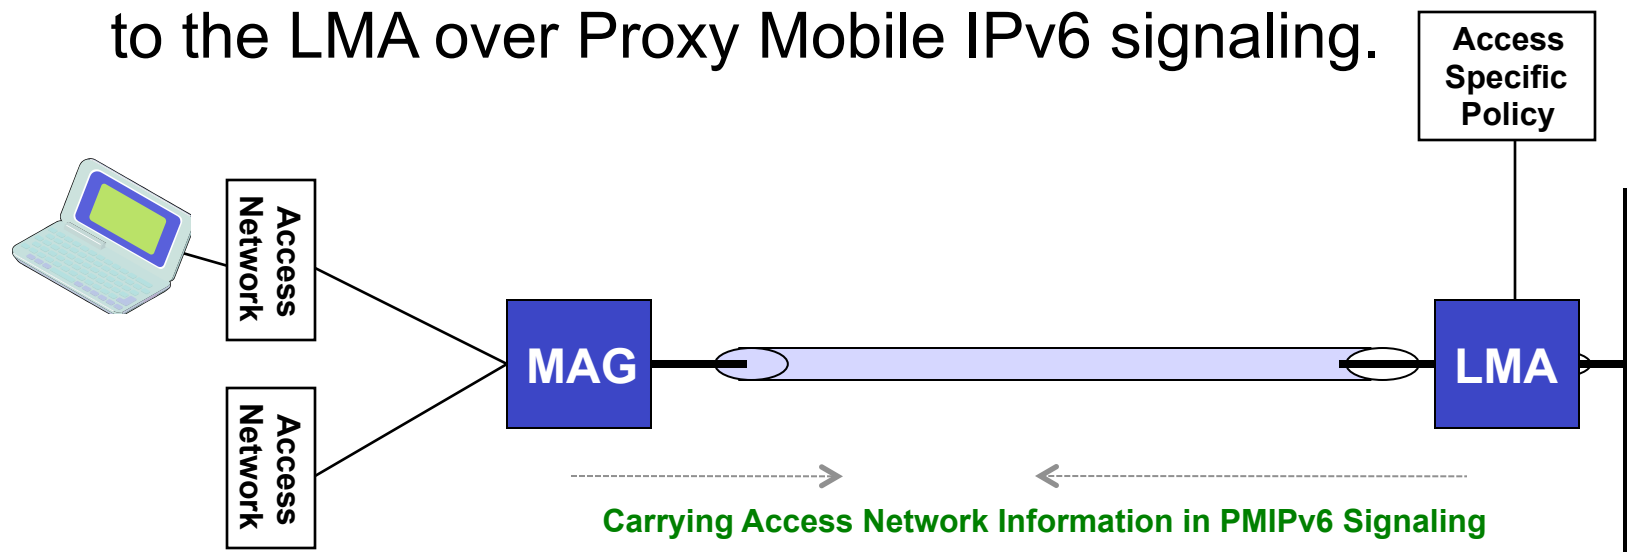 to the LMA over Proxy Mobile IPv6 signaling.
Access
Specific
Policy
Access
Network
Access
Network
MAG
LMA
Carrying Access Network Information in PMIPv6 Signaling